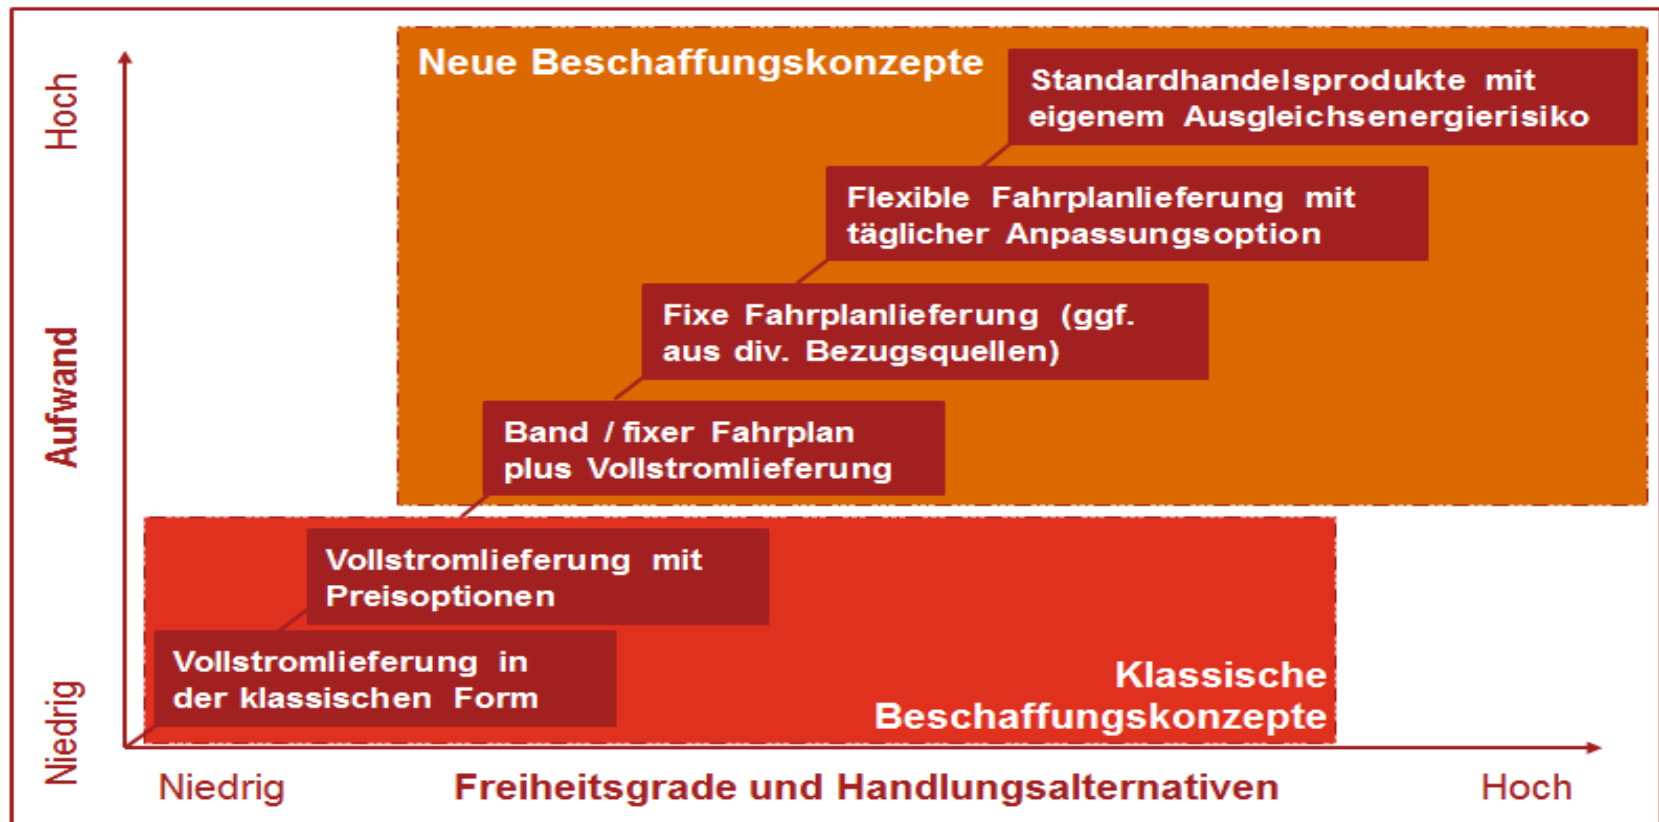 Neue Beschaffungskonzepte
Standardhandelsprodukte mit
eigenem Ausgleichsenergierisiko
Flexible Fahrplanlieferung mit
täglicher Anpassungsoption
Fixe Fahrplanlieferung (ggf.
aus div. Bezugsquellen)
Band / fixer Fahrplan
plus Vollstromlieferung
Vollstromlieferung mit
Preisoptionen
Vollstromlieferung in
der klassischen Form
Klassische
Beschaffungskonzepte
Hoch
Aufwand
Niedrig
Niedrig
Freiheitsgrade und Handlungsalternativen
Hoch